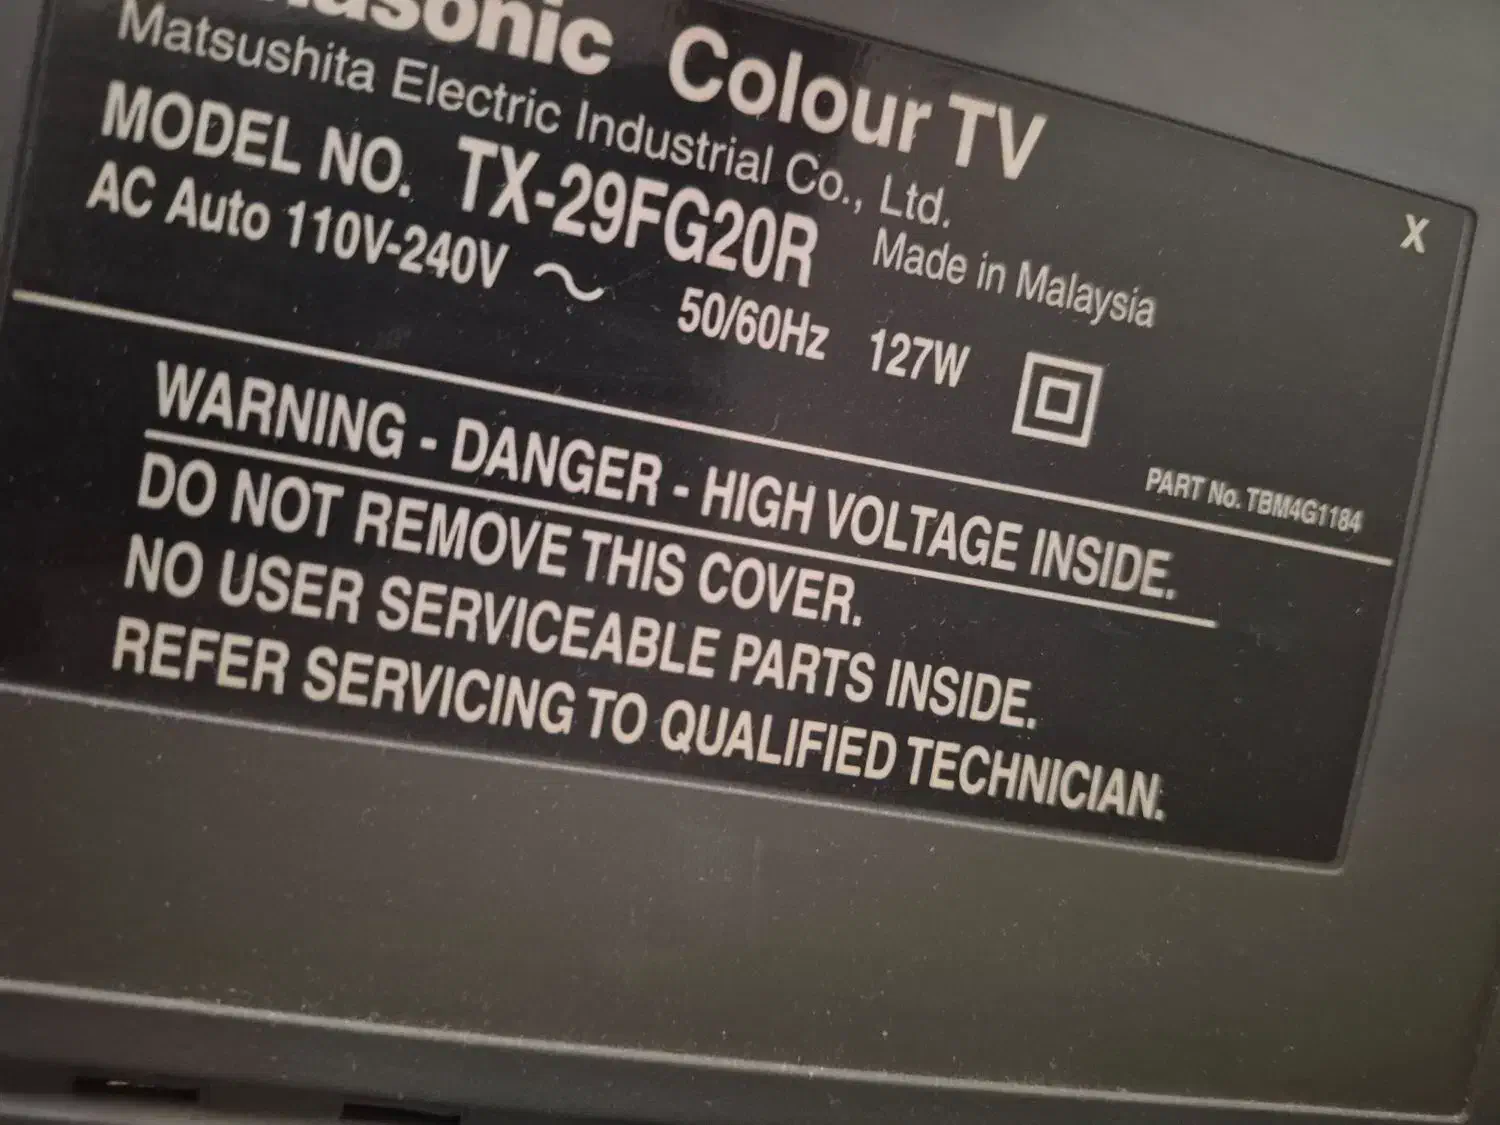 nasonic Colour TV
Matsushita Electric Industrial Co., Ltd.
MODEL NO. TX-29FG20R Made in Malaysia
AC Auto 110V-240V ~ 50/60Hz 127W
X
PART No. TBM4G1184
WARNING - DANGER - HIGH VOLTAGE INSIDE.
DO NOT REMOVE THIS COVER.
NO USER SERVICEABLE PARTS INSIDE.
REFER SERVICING TO QUALIFIED TECHNICIAN.